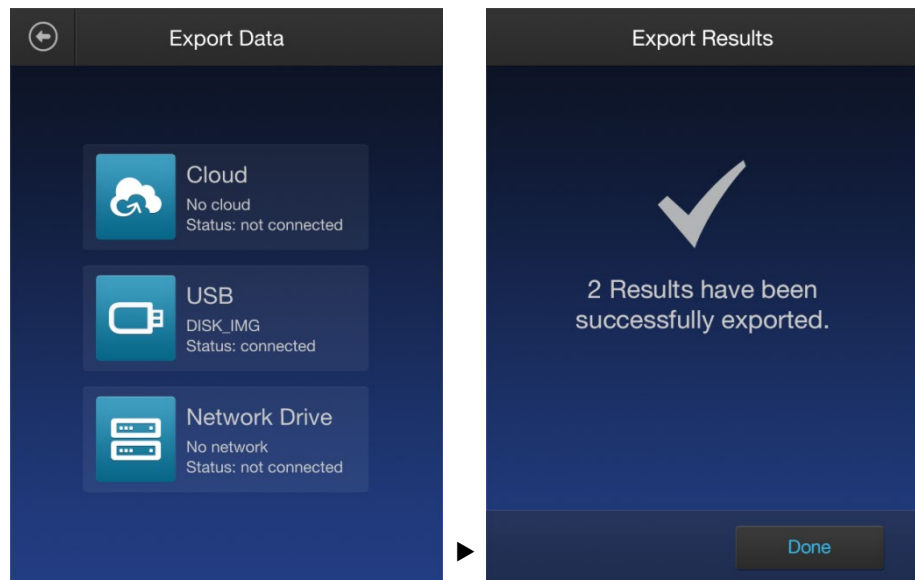 Export Data
Cloud
No cloud
Status: not connected
USB
DISK_IMG
Status: connected
Network Drive
No network
Status: not connected
Export Results
2 Results have been
successfully exported.
Done